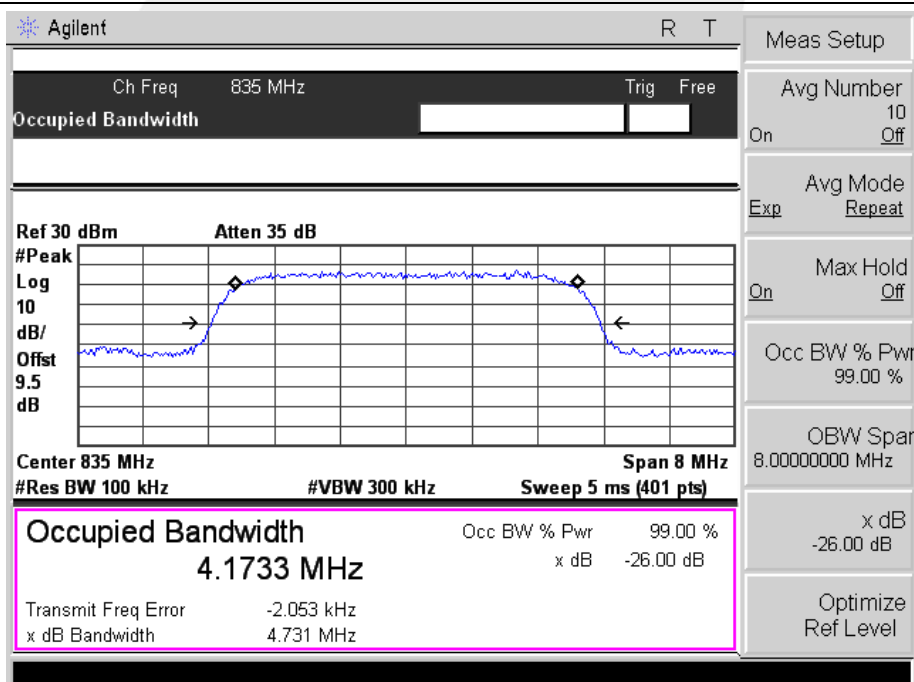 Agilent R T
Ch Freq 835 MHz Trig Free
Occupied Bandwidth
Ref 30 dBm Atten 35 dB
#Peak
Log
10
dB/
Offst
9.5
dB
Center 835 MHz Span 8 MHz
#Res BW 100 kHz #VBW 300 kHz Sweep 5 ms (401 pts)
Occupied Bandwidth
4.1733 MHz
Occ BW % Pwr 99.00 %
x dB -26.00 dB
Transmit Freq Error -2.053 kHz
x dB Bandwidth 4.731 MHz
Meas Setup
Avg Number
10
On Off
Avg Mode
Exp Repeat
Max Hold
On Off
Occ BW % Pwr
99.00 %
OBW Span
8.00000000 MHz
x dB
-26.00 dB
Optimize
Ref Level